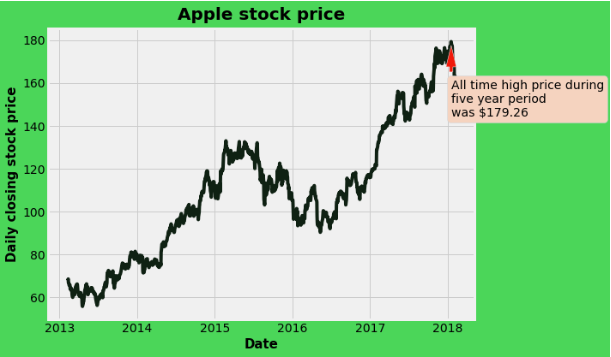 Apple stock price
Daily closing stock price
180
160
140
120
100
80
60
All time high price during
five year period
was $179.26
2013
2014
2015
2016
2017
2018
Date